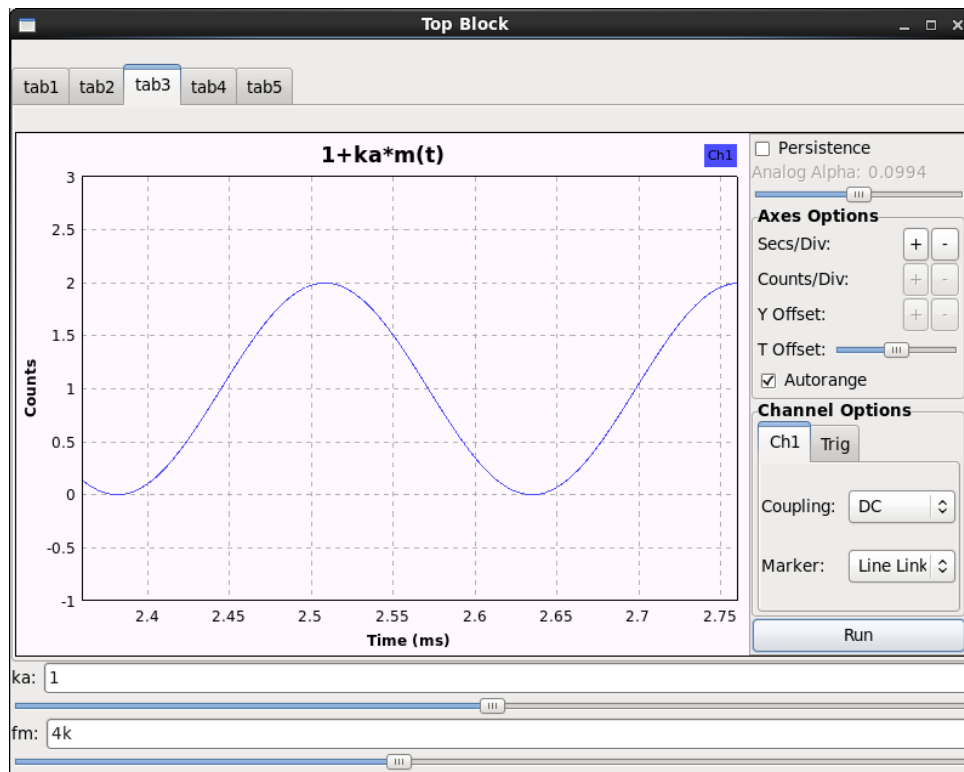 Top Block
tab1 tab2 tab3 tab4 tab5
1+ka*m(t)
Ch1
3
2.5
2
1.5
1
0.5
0
-0.5
-1
Counts
2.4 2.45 2.5 2.55 2.6 2.65 2.7 2.75
Time (ms)
Persistence
Analog Alpha: 0.0994
Axes Options
Secs/Div: + -
Counts/Div: + -
Y Offset: + -
T Offset:
Autorange
Channel Options
Ch1 Trig
Coupling: DC
Marker: Line Link
Run
ka: 1
fm: 4k